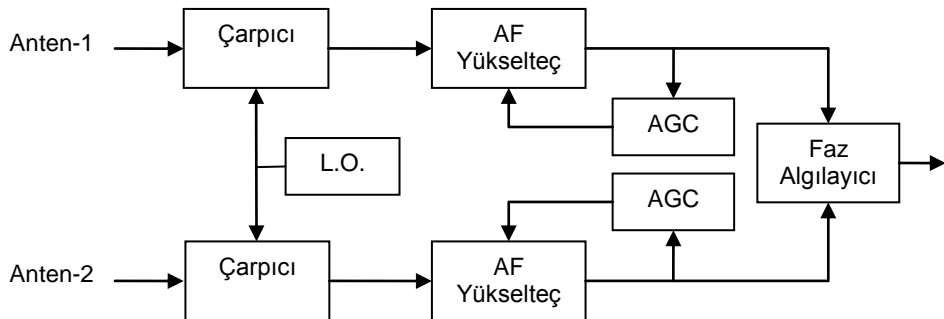 Anten-1
Çarpıcı
AF
Yükselteç
AGC
L.O.
Faz
Algılayıcı
AGC
Anten-2
Çarpıcı
AF
Yükselteç